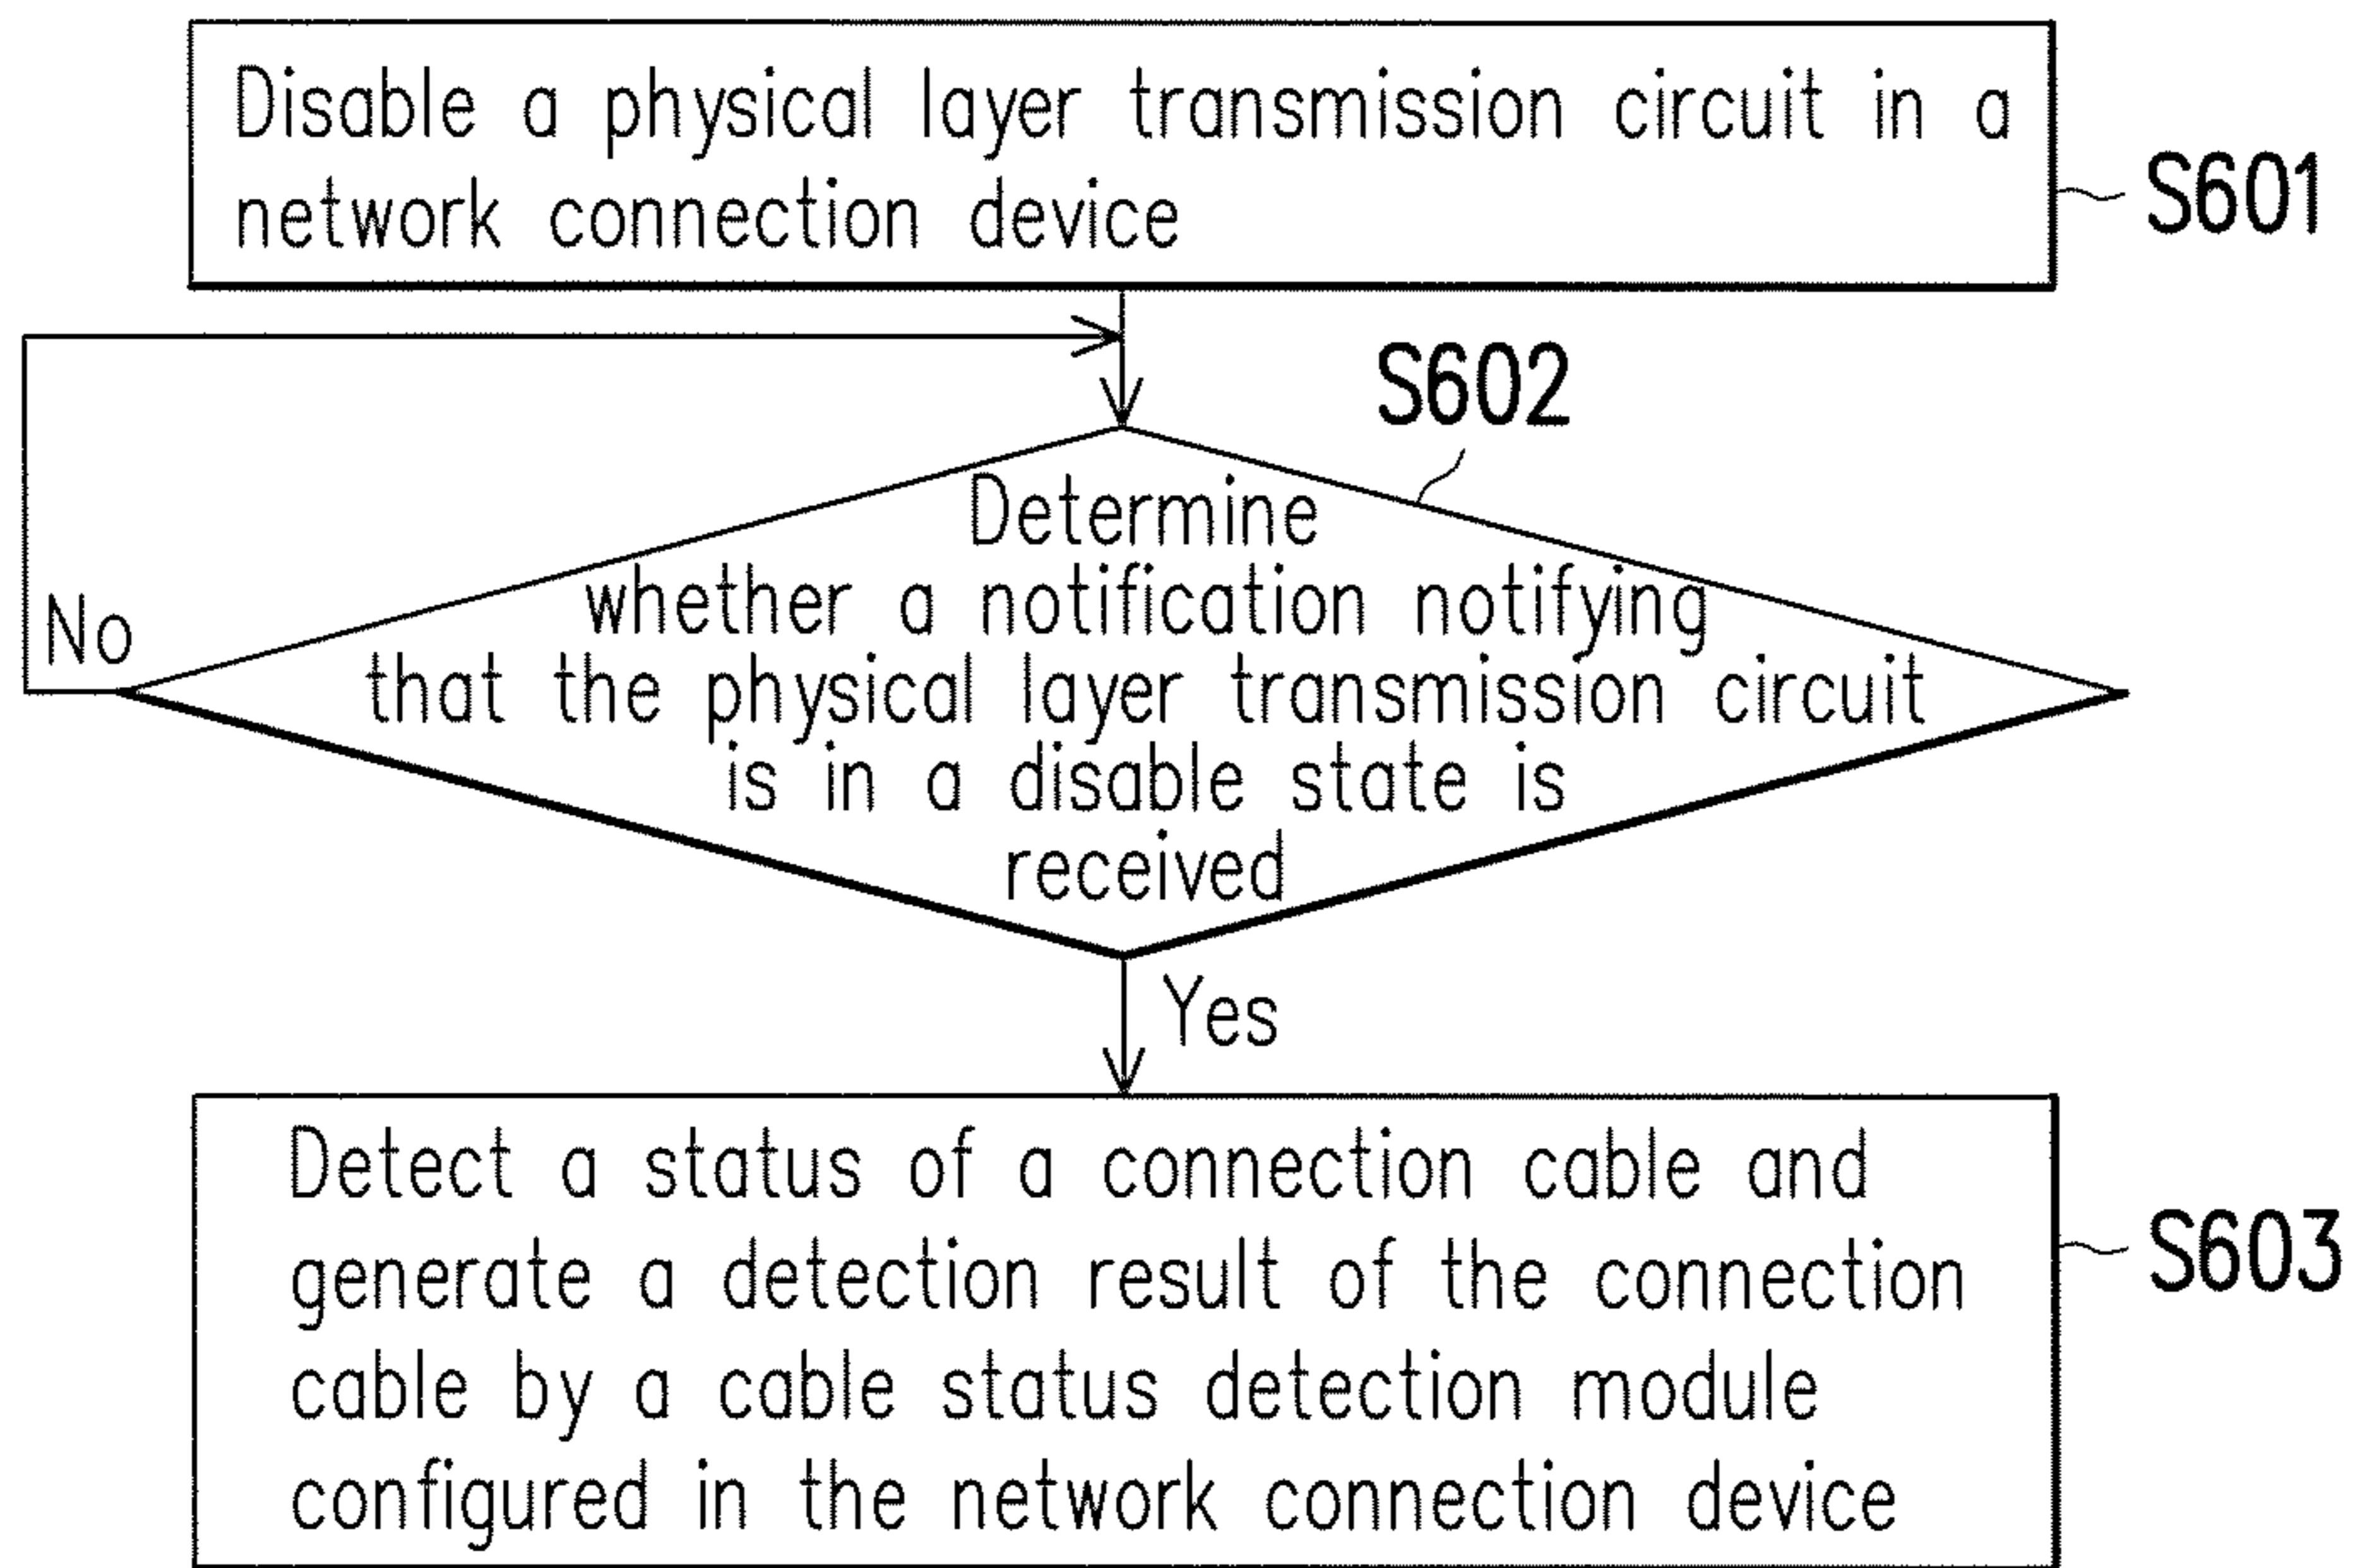 Disable a physical layer transmission circuit in a
network connection device
S601
S602
Determine
whether a notification notifying
that the physical layer transmission circuit
is in a disable state is
received
No
Yes
Detect a status of a connection cable and
generate a detection result of the connection
cable by a cable status detection module
configured in the network connection device
S603